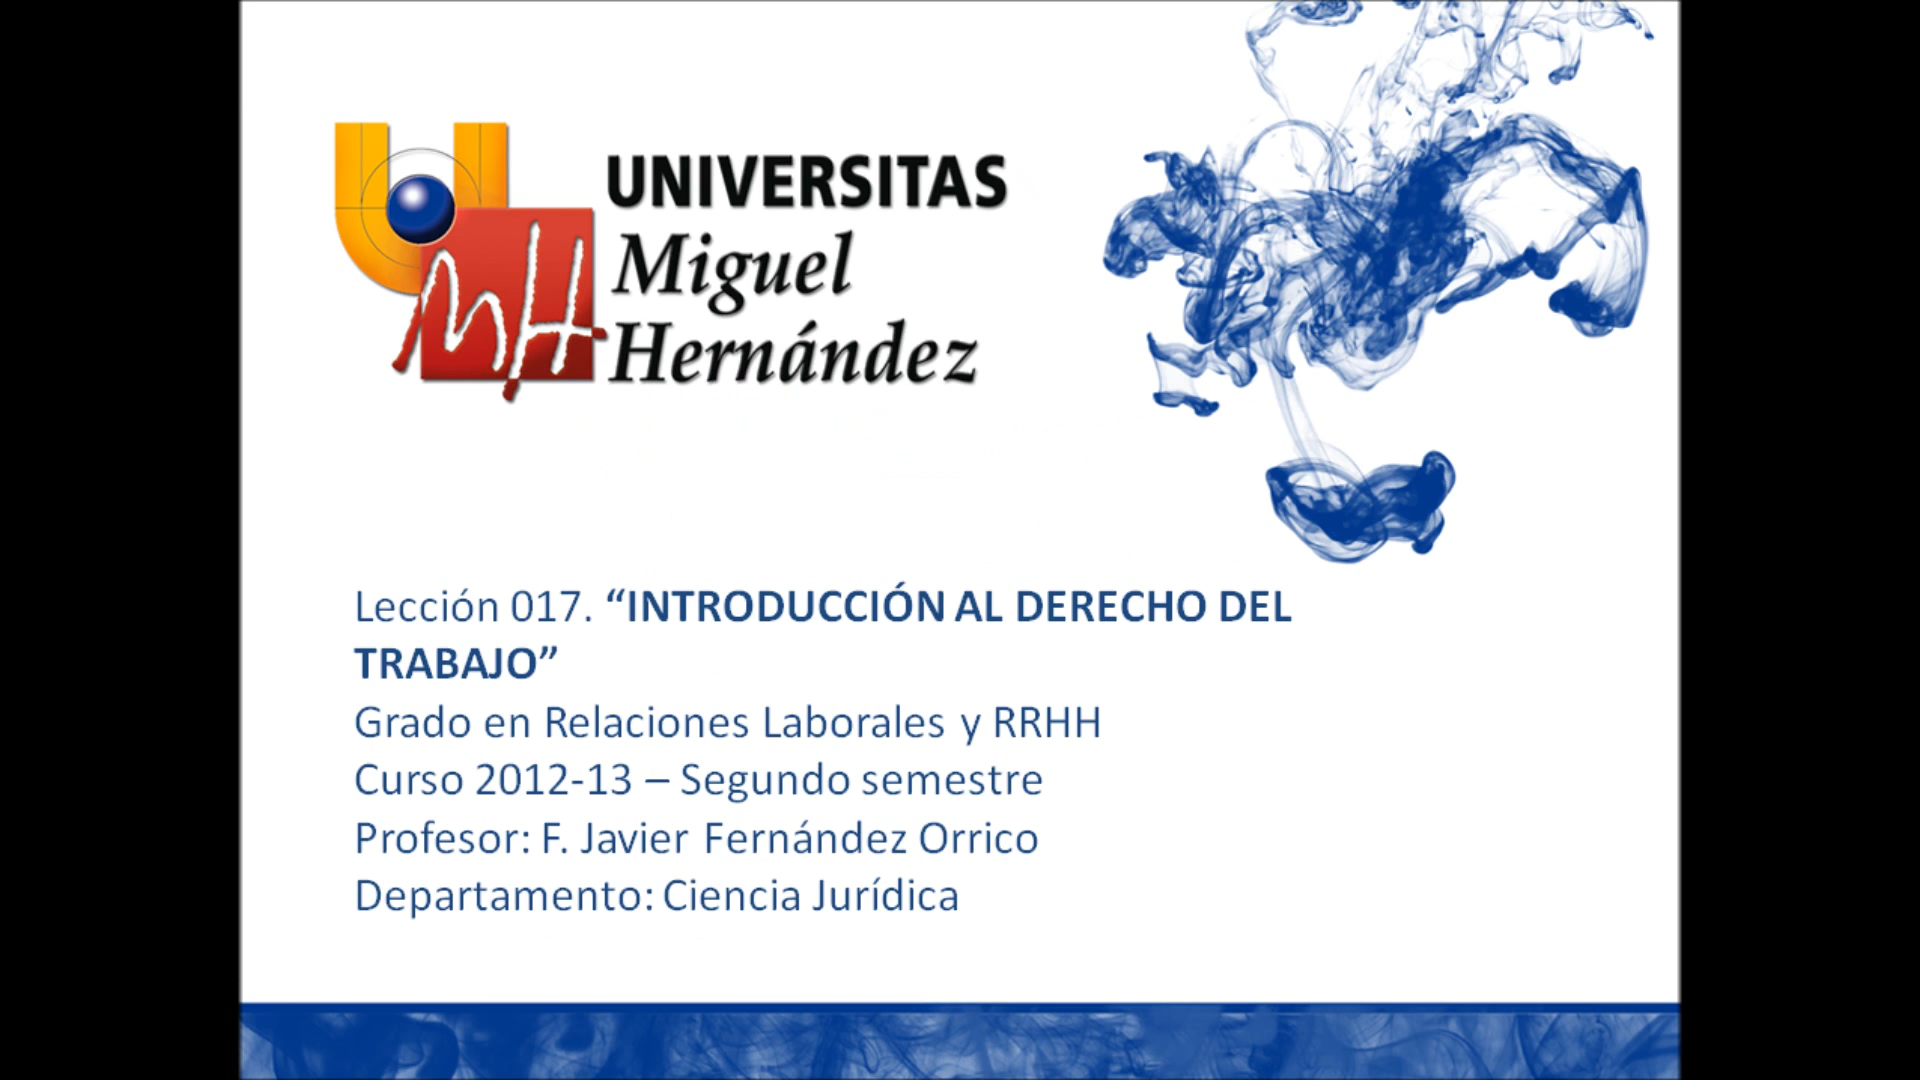 UNIVERSITAS
Miguel
Hernández
MH
Lección 017. “INTRODUCCIÓN AL DERECHO DEL
TRABAJO”
Grado en Relaciones Laborales y RRHH
Curso 2012-13 – Segundo semestre
Profesor: F. Javier Fernández Orrico
Departamento: Ciencia Jurídica